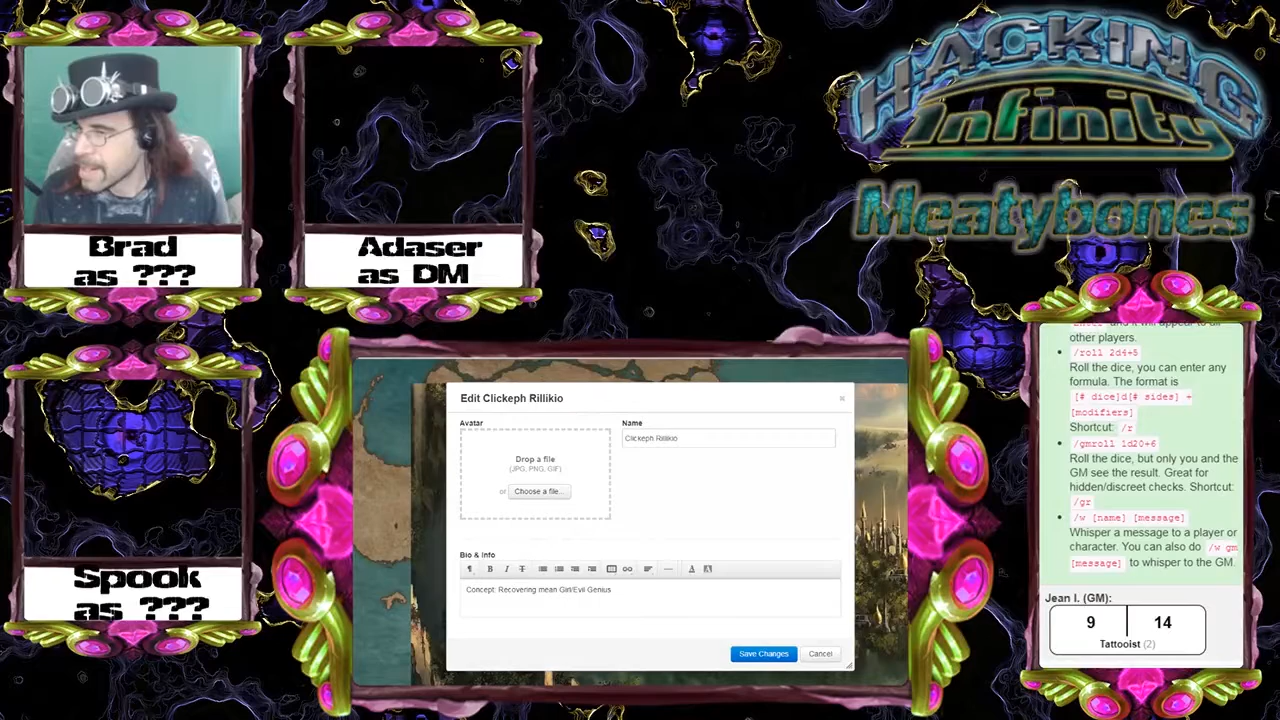 HACKING
Infinity
Meatybones
Brad
as ???
Adaser
as DM
Spook
as ???
Edit Clickeph Rillikio
Avatar
Drop a file
(JPG, PNG, GIF)
or Choose a file...
Name
Clickeph Rillikio
Bio & Info
Concept: Recovering mean Girl/Evil Genius
Save Changes Cancel
other players.
/roll 2d4+5
Roll the dice, you can enter any
formula. The format is
[# dice]d[# sides] +
[modifiers]
Shortcut: /r
/gmroll 1d20+6
Roll the dice, but only you and the
GM see the result. Great for
hidden/discreet checks. Shortcut:
/gr
/w [name] [message]
Whisper a message to a player or
character. You can also do /w gm
[message] to whisper to the GM.
Jean I. (GM):
9 14
Tattooist (2)